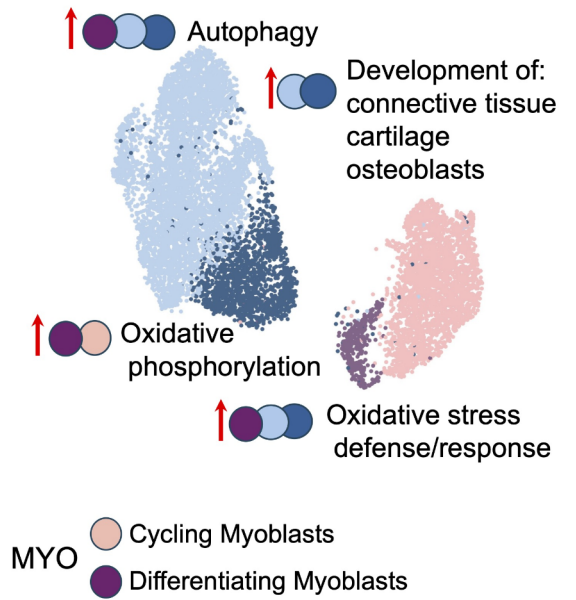 Autophagy
Development of:
connective tissue
cartilage
osteoblasts
Oxidative
phosphorylation
Oxidative stress
defense/response
MYO
Cycling Myoblasts
Differentiating Myoblasts